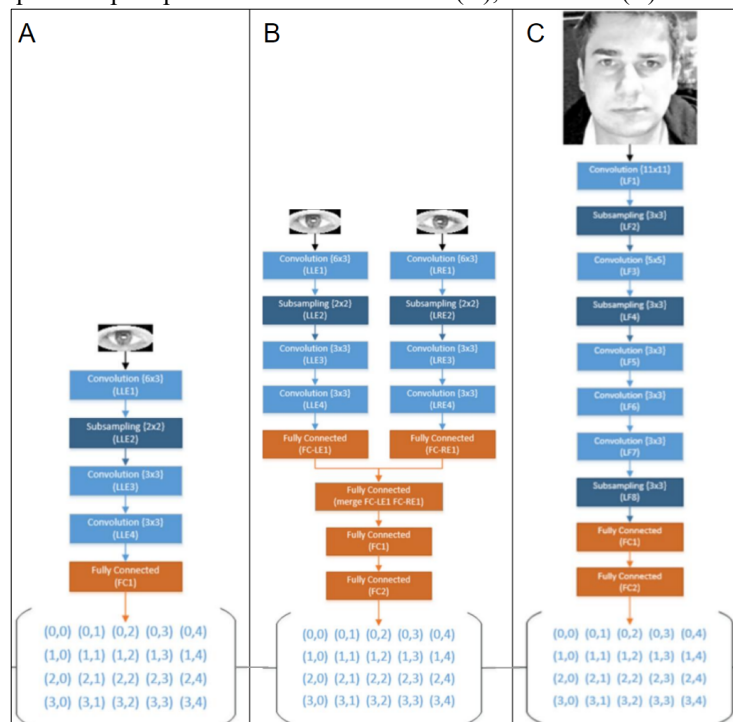 A
Convolution {6x3}
(LLE1)
Subsampling {2x2}
(LLE2)
Convolution {3x3}
(LLE3)
Convolution {3x3}
(LLE4)
Fully Connected
(FC1)
(0,0) (0,1) (0,2) (0,3) (0,4)
(1,0) (1,1) (1,2) (1,3) (1,4)
(2,0) (2,1) (2,2) (2,3) (2,4)
(3,0) (3,1) (3,2) (3,3) (3,4)
B
Convolution {6x3}
(LLE1)
Subsampling {2x2}
(LLE2)
Convolution {3x3}
(LLE3)
Convolution {3x3}
(LLE4)
Fully Connected
(FC-LE1)
Convolution {6x3}
(LRE1)
Subsampling {2x2}
(LRE2)
Convolution {3x3}
(LRE3)
Convolution {3x3}
(LRE4)
Fully Connected
(FC-RE1)
Fully Connected
(merge FC-LE1 FC-RE1)
Fully Connected
(FC1)
Fully Connected
(FC2)
(0,0) (0,1) (0,2) (0,3) (0,4)
(1,0) (1,1) (1,2) (1,3) (1,4)
(2,0) (2,1) (2,2) (2,3) (2,4)
(3,0) (3,1) (3,2) (3,3) (3,4)
C
Convolution {11x11}
(LF1)
Subsampling {3x3}
(LF2)
Convolution {5x5}
(LF3)
Subsampling {3x3}
(LF4)
Convolution {3x3}
(LF5)
Convolution {3x3}
(LF6)
Convolution {3x3}
(LF7)
Subsampling {3x3}
(LF8)
Fully Connected
(FC1)
Fully Connected
(FC2)
(0,0) (0,1) (0,2) (0,3) (0,4)
(1,0) (1,1) (1,2) (1,3) (1,4)
(2,0) (2,1) (2,2) (2,3) (2,4)
(3,0) (3,1) (3,2) (3,3) (3,4)